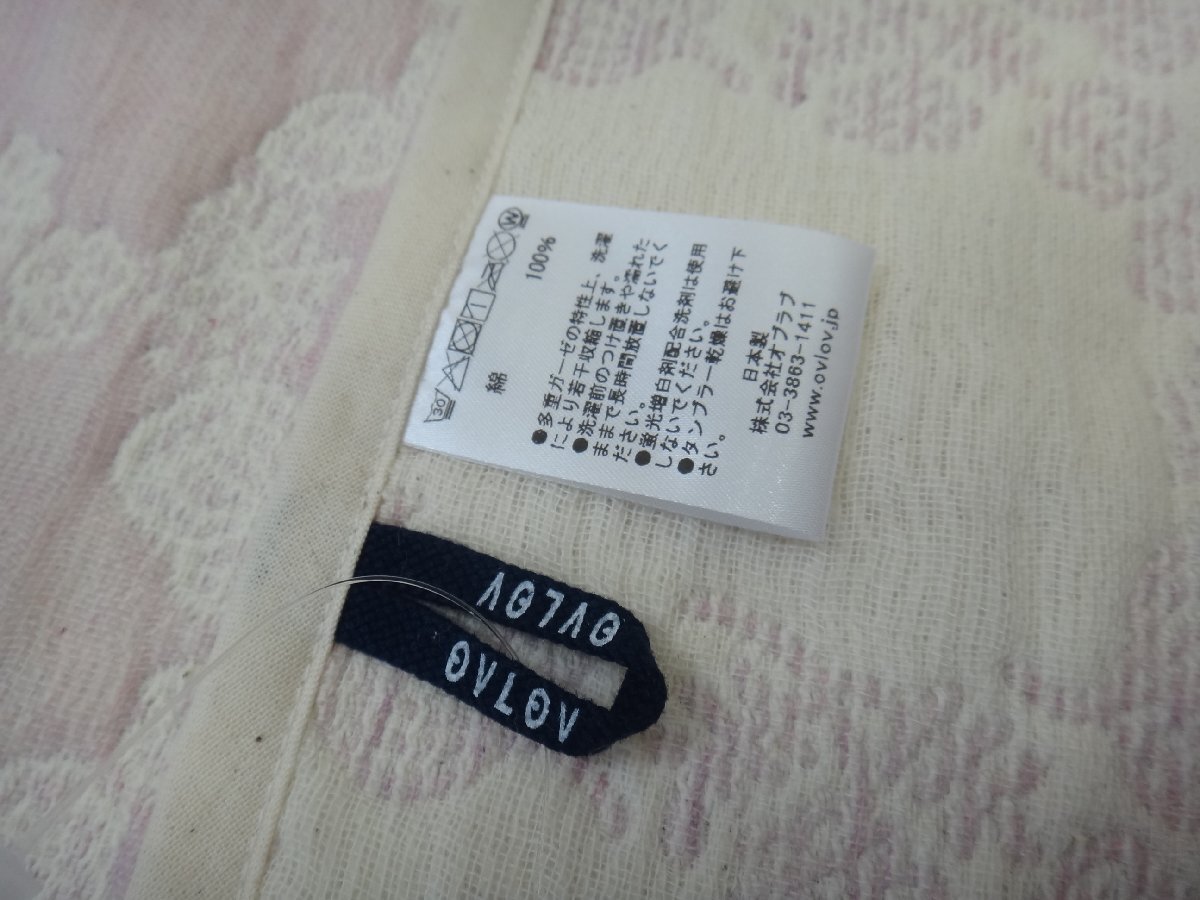 30
綿 100%
●多重ガーゼの特性上、洗濯
により若干収縮します。
●洗濯前のつけ置きや濡れた
ままで長時間放置しないでく
ださい。
●蛍光増白剤配合洗剤は使用
しないでください。
●タンブラー乾燥はお避け下
さい。
日本製
株式会社オブラブ
03-3863-1411
www.ovlov.jp
OVLOV
OVLOV